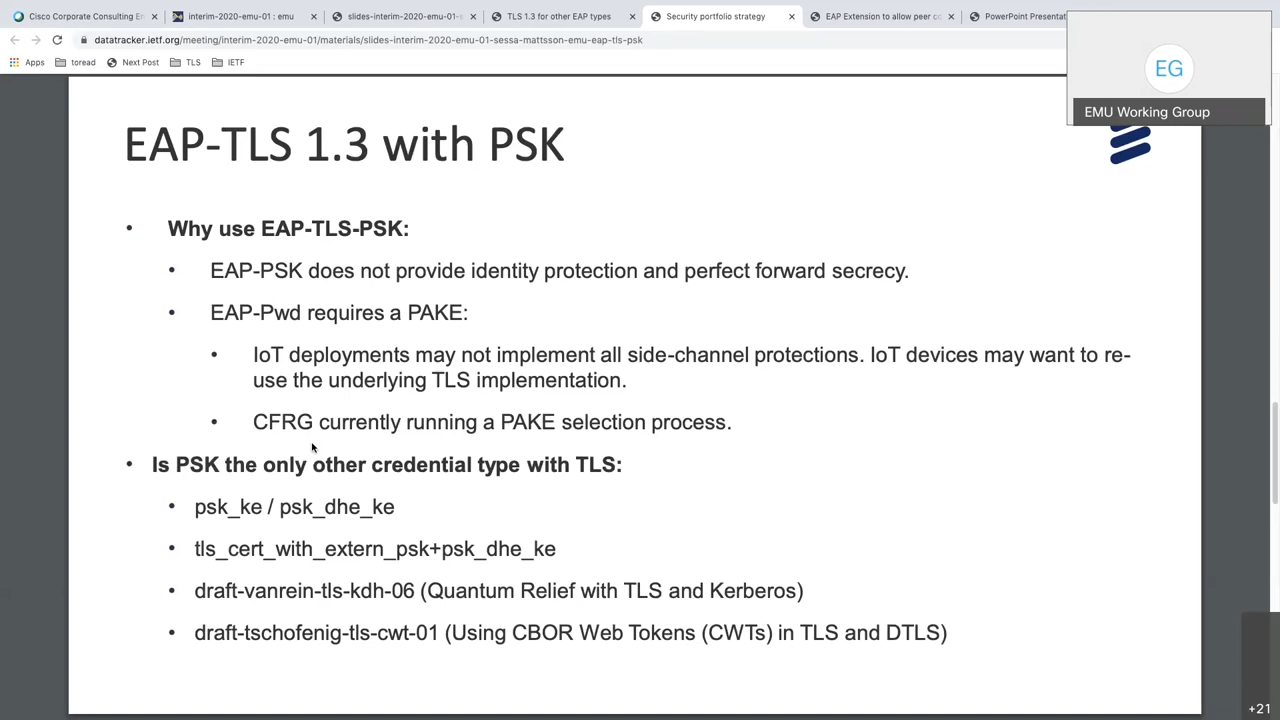 Cisco Corporate Consulting En
interim-2020-emu-01 : emu
slides-interim-2020-emu-01-s
TLS 1.3 for other EAP types
Security portfolio strategy
EAP Extension to allow peer co
PowerPoint Presentat
datatracker.ietf.org/meeting/interim-2020-emu-01/materials/slides-interim-2020-emu-01-sessa-mattsson-emu-eap-tls-psk
Apps
toread
Next Post
TLS
IETF
EG
EMU Working Group
EAP-TLS 1.3 with PSK
• Why use EAP-TLS-PSK:
• EAP-PSK does not provide identity protection and perfect forward secrecy.
• EAP-Pwd requires a PAKE:
• IoT deployments may not implement all side-channel protections. IoT devices may want to re-
use the underlying TLS implementation.
• CFRG currently running a PAKE selection process.
• Is PSK the only other credential type with TLS:
• psk_ke / psk_dhe_ke
• tls_cert_with_extern_psk+psk_dhe_ke
• draft-vanrein-tls-kdh-06 (Quantum Relief with TLS and Kerberos)
• draft-tschofenig-tls-cwt-01 (Using CBOR Web Tokens (CWTs) in TLS and DTLS)
+21